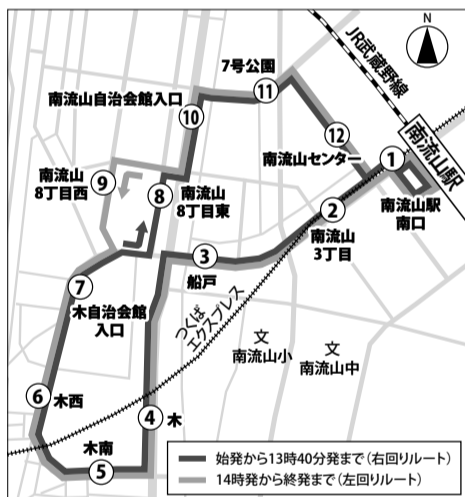 N
7号公園
JR武蔵野線
南流山自治会館入口
⑪
⑩
⑫
南流山駅
南流山センター
①
南流山
8丁目西
⑨
⑧
南流山
8丁目東
南流山駅
南口
②
南流山
3丁目
③
船戸
⑦
木自治会館
入口
つくば
エクスプレス
文
南流山小
文
南流山中
⑥
木西
④
木
木南
⑤
始発から13時40分発まで(右回りルート)
14時発から終発まで(左回りルート)